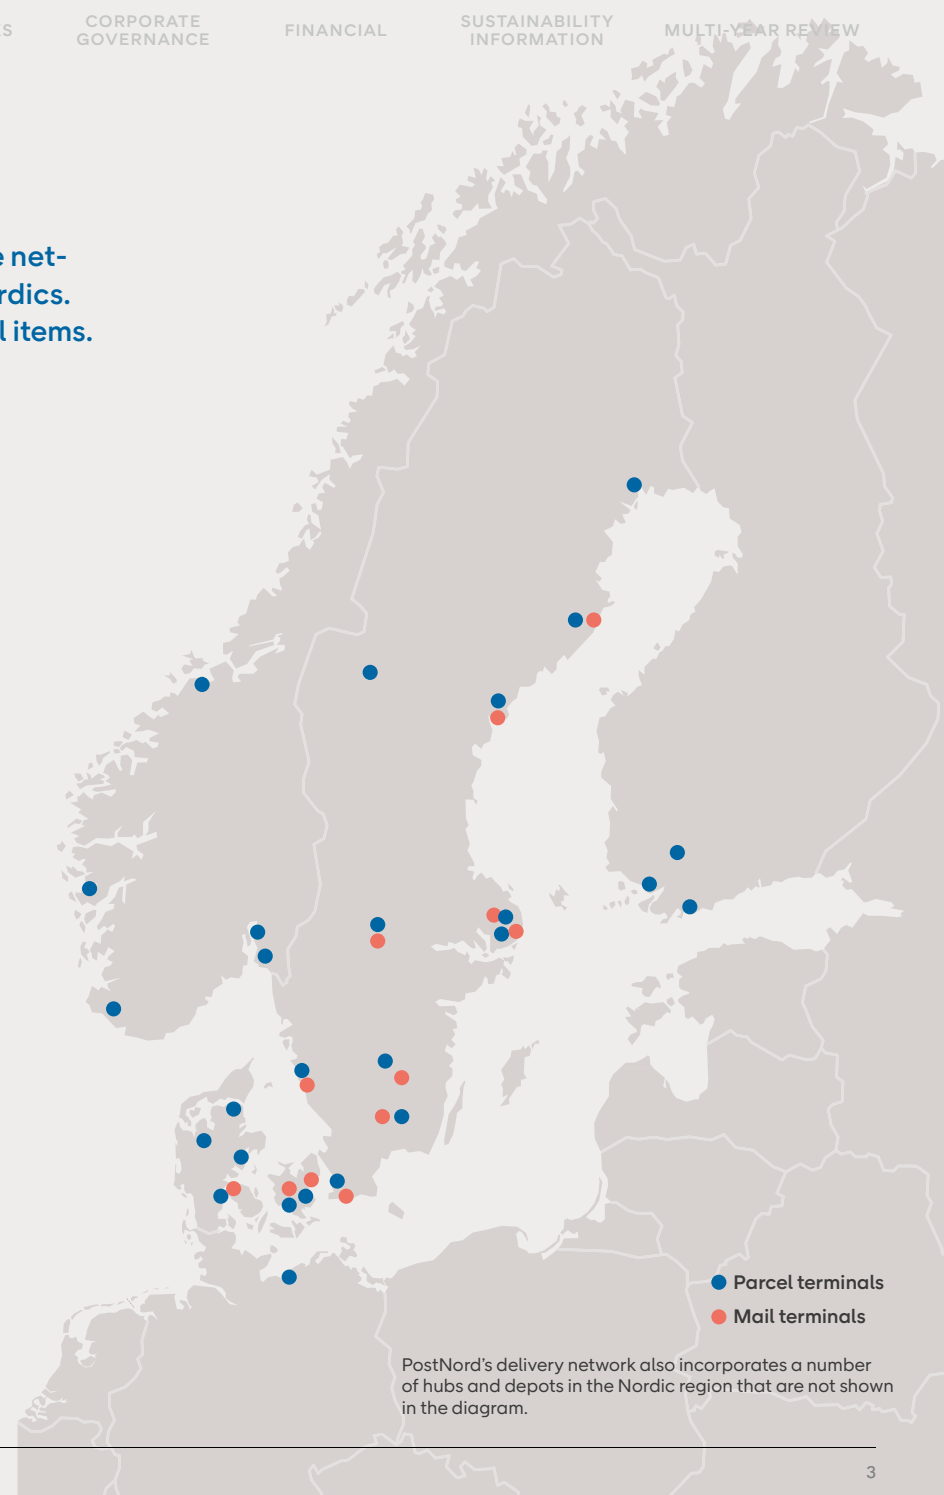 CORPORATE
GOVERNANCE
FINANCIAL
SUSTAINABILITY
INFORMATION
MULTI-YEAR REVIEW
net-
rdics.
l items.
Parcel terminals
Mail terminals
PostNord’s delivery network also incorporates a number
of hubs and depots in the Nordic region that are not shown
in the diagram.
3